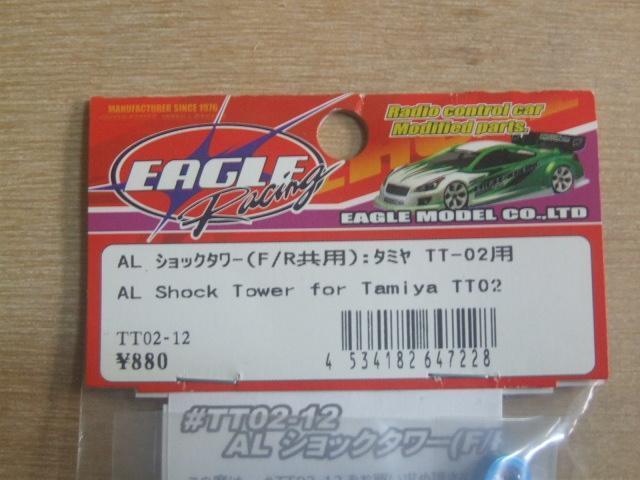 MANUFACTURER SINCE 1976
EAGLE
Racing
Radio control car
Modified parts.
EAGLE MODEL CO.,LTD
AL ショックタワー(F/R共用):タミヤ TT-02用
AL Shock Tower for Tamiya TT02
TT02-12
¥880
4 534182 647228
#TT02-12
AL ショックタワー(F/